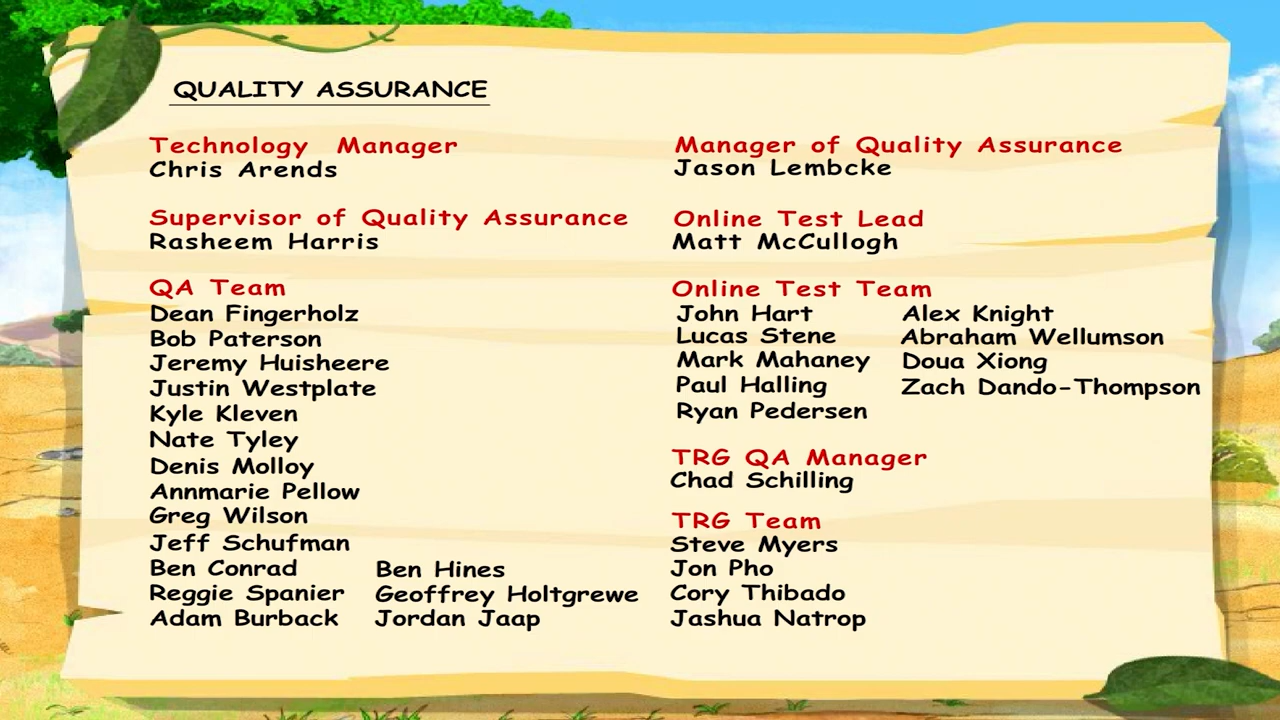 QUALITY ASSURANCE
Technology Manager
Chris Arends
Supervisor of Quality Assurance
Rasheem Harris
QA Team
Dean Fingerholz
Bob Paterson
Jeremy Huisheere
Justin Westplate
Kyle Kleven
Nate Tyley
Denis Molloy
Annmarie Pellow
Greg Wilson
Jeff Schufman
Ben Conrad
Reggie Spanier
Adam Burback
Ben Hines
Geoffrey Holtgrewe
Jordan Jaap
Manager of Quality Assurance
Jason Lembcke
Online Test Lead
Matt McCullogh
Online Test Team
John Hart
Lucas Stene
Mark Mahaney
Paul Halling
Ryan Pedersen
Alex Knight
Abraham Wellumson
Doua Xiong
Zach Dando-Thompson
TRG QA Manager
Chad Schilling
TRG Team
Steve Myers
Jon Pho
Cory Thibado
Jashua Natrop